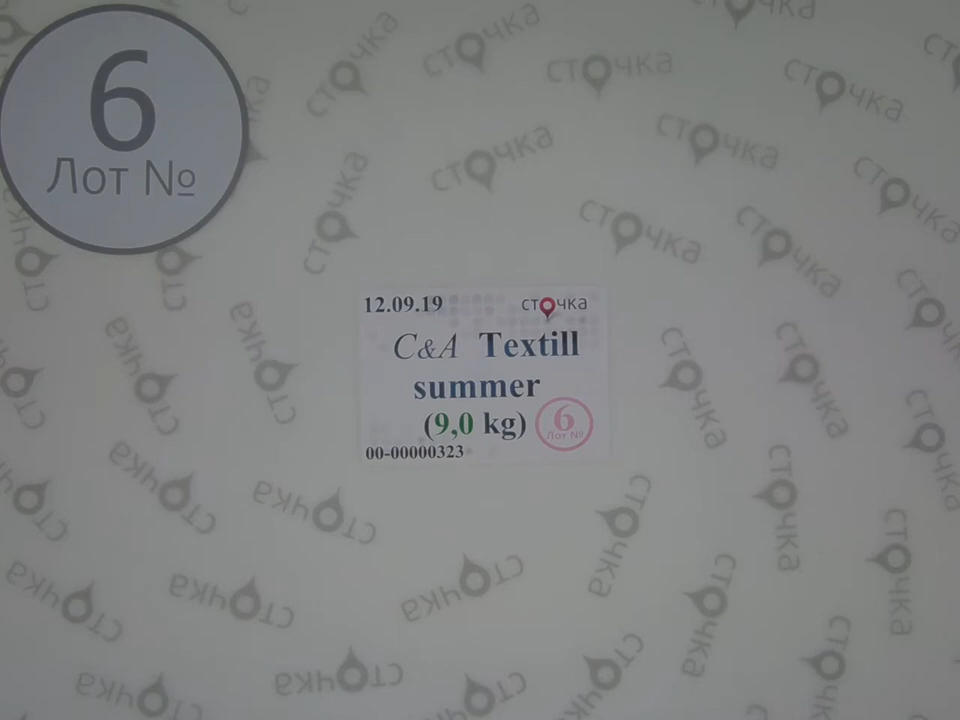 6
Лот №
12.09.19 сточка
C&A Textill
summer
(9,0 kg)
6
Лот №
00-00000323